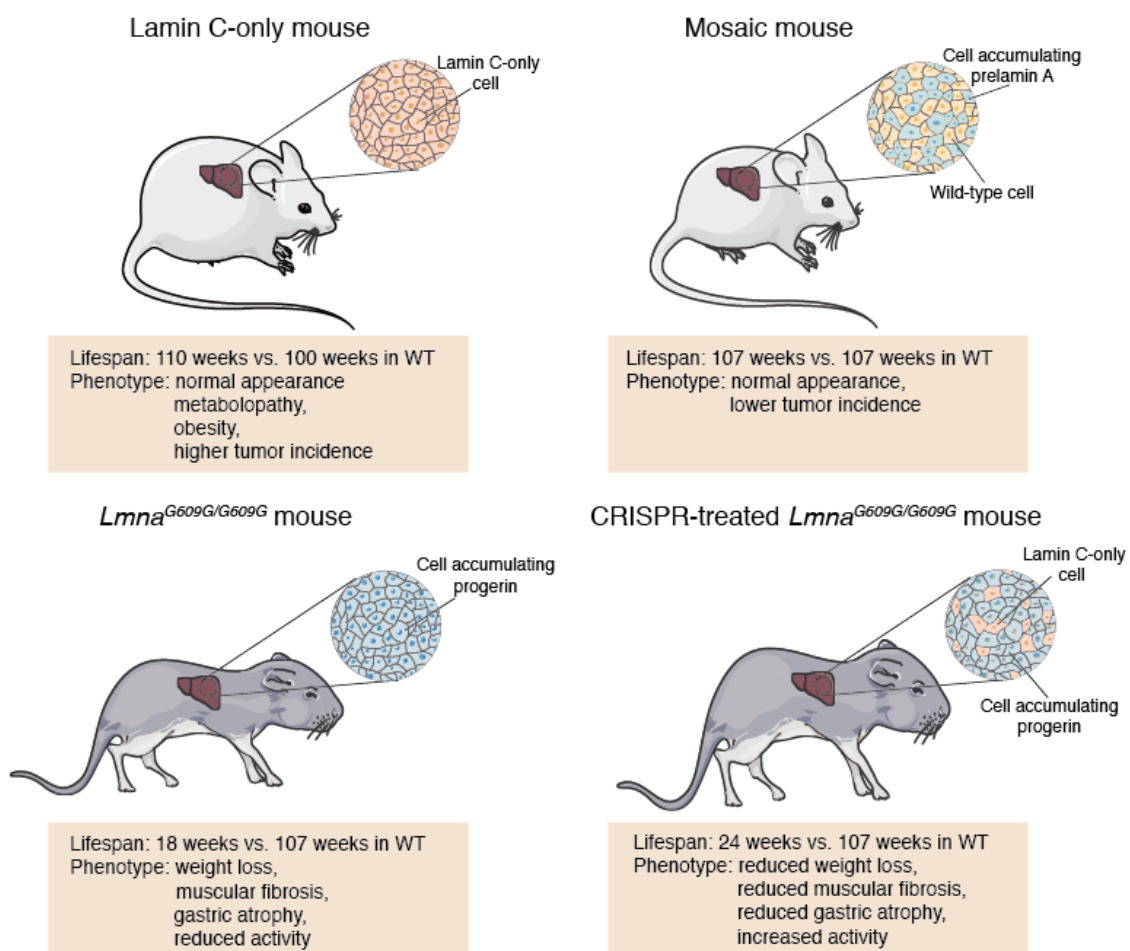 Lamin C-only mouse
Lamin C-only
cell
Lifespan: 110 weeks vs. 100 weeks in WT
Phenotype: normal appearance
metabolopathy,
obesity,
higher tumor incidence
Mosaic mouse
Cell accumulating
prelamin A
Wild-type cell
Lifespan: 107 weeks vs. 107 weeks in WT
Phenotype: normal appearance,
lower tumor incidence
Lmna^G609G/G609G mouse
Cell accumulating
progerin
Lifespan: 18 weeks vs. 107 weeks in WT
Phenotype: weight loss,
muscular fibrosis,
gastric atrophy,
reduced activity
CRISPR-treated Lmna^G609G/G609G mouse
Lamin C-only
cell
Cell accumulating
progerin
Lifespan: 24 weeks vs. 107 weeks in WT
Phenotype: reduced weight loss,
reduced muscular fibrosis,
reduced gastric atrophy,
increased activity